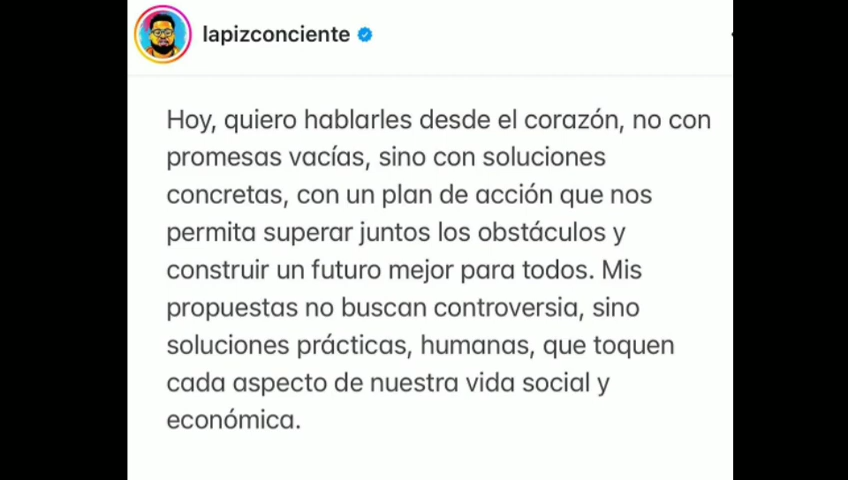 lapizconciente
Hoy, quiero hablarles desde el corazón, no con
promesas vacías, sino con soluciones
concretas, con un plan de acción que nos
permita superar juntos los obstáculos y
construir un futuro mejor para todos. Mis
propuestas no buscan controversia, sino
soluciones prácticas, humanas, que toquen
cada aspecto de nuestra vida social y
económica.